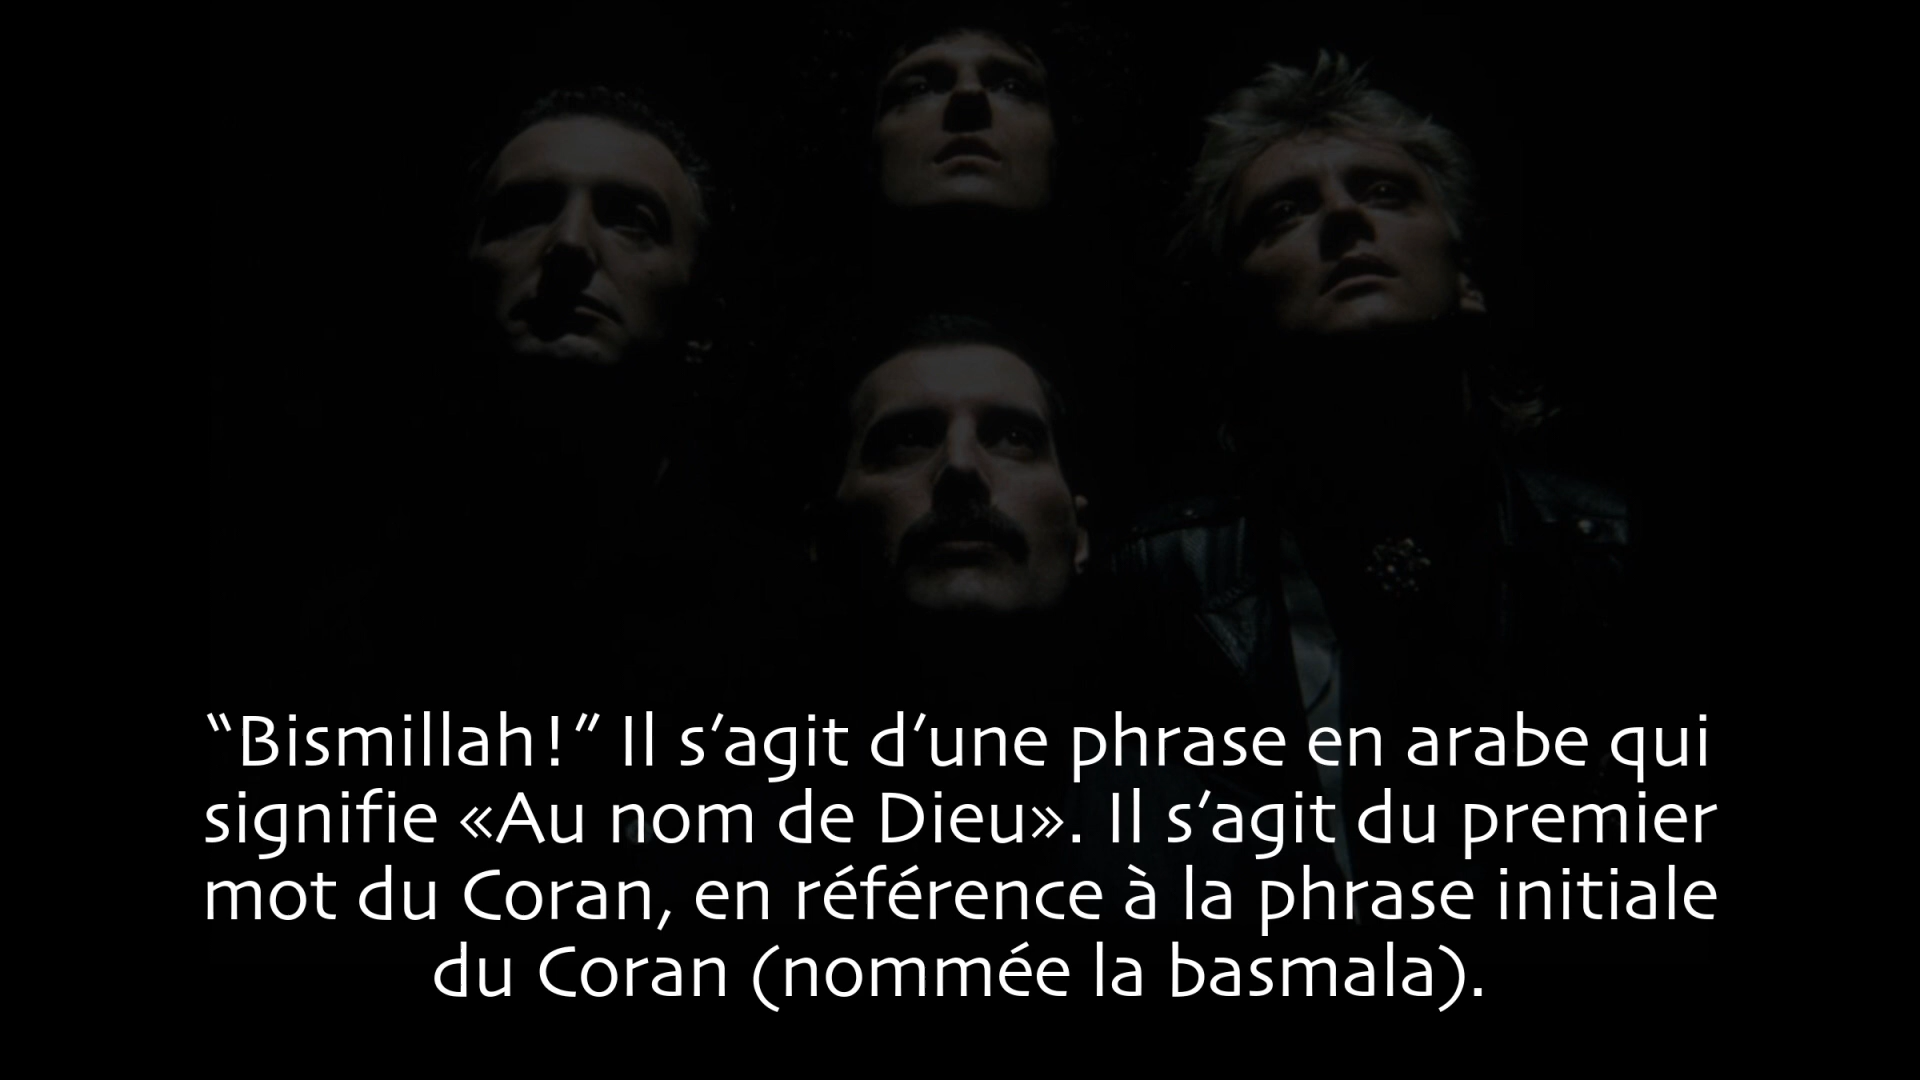 “Bismillah!” Il s’agit d’une phrase en arabe qui
signifie «Au nom de Dieu». Il s’agit du premier
mot du Coran, en référence à la phrase initiale
du Coran (nommée la basmala).